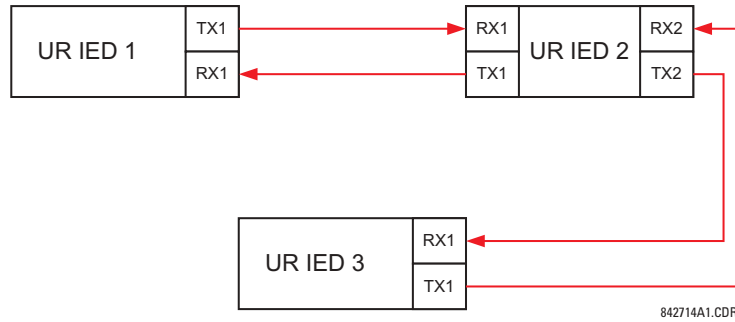 UR IED 1
TX1
RX1
RX1
TX1
UR IED 2
RX2
TX2
UR IED 3
RX1
TX1
842714A1.CDR